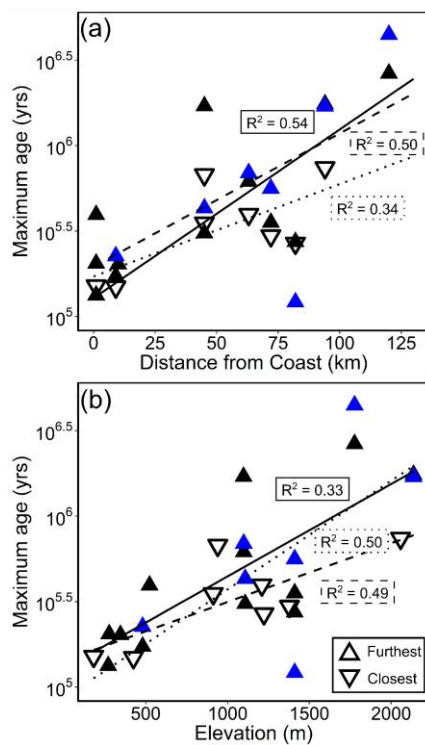 (a)
Maximum age (yrs)
10^6.5
10^6
10^5.5
10^5
R² = 0.54
R² = 0.50
R² = 0.34
0 25 50 75 100 125
Distance from Coast (km)
(b)
Maximum age (yrs)
10^6.5
10^6
10^5.5
10^5
R² = 0.33
R² = 0.50
R² = 0.49
Furthest
Closest
500 1000 1500 2000
Elevation (m)